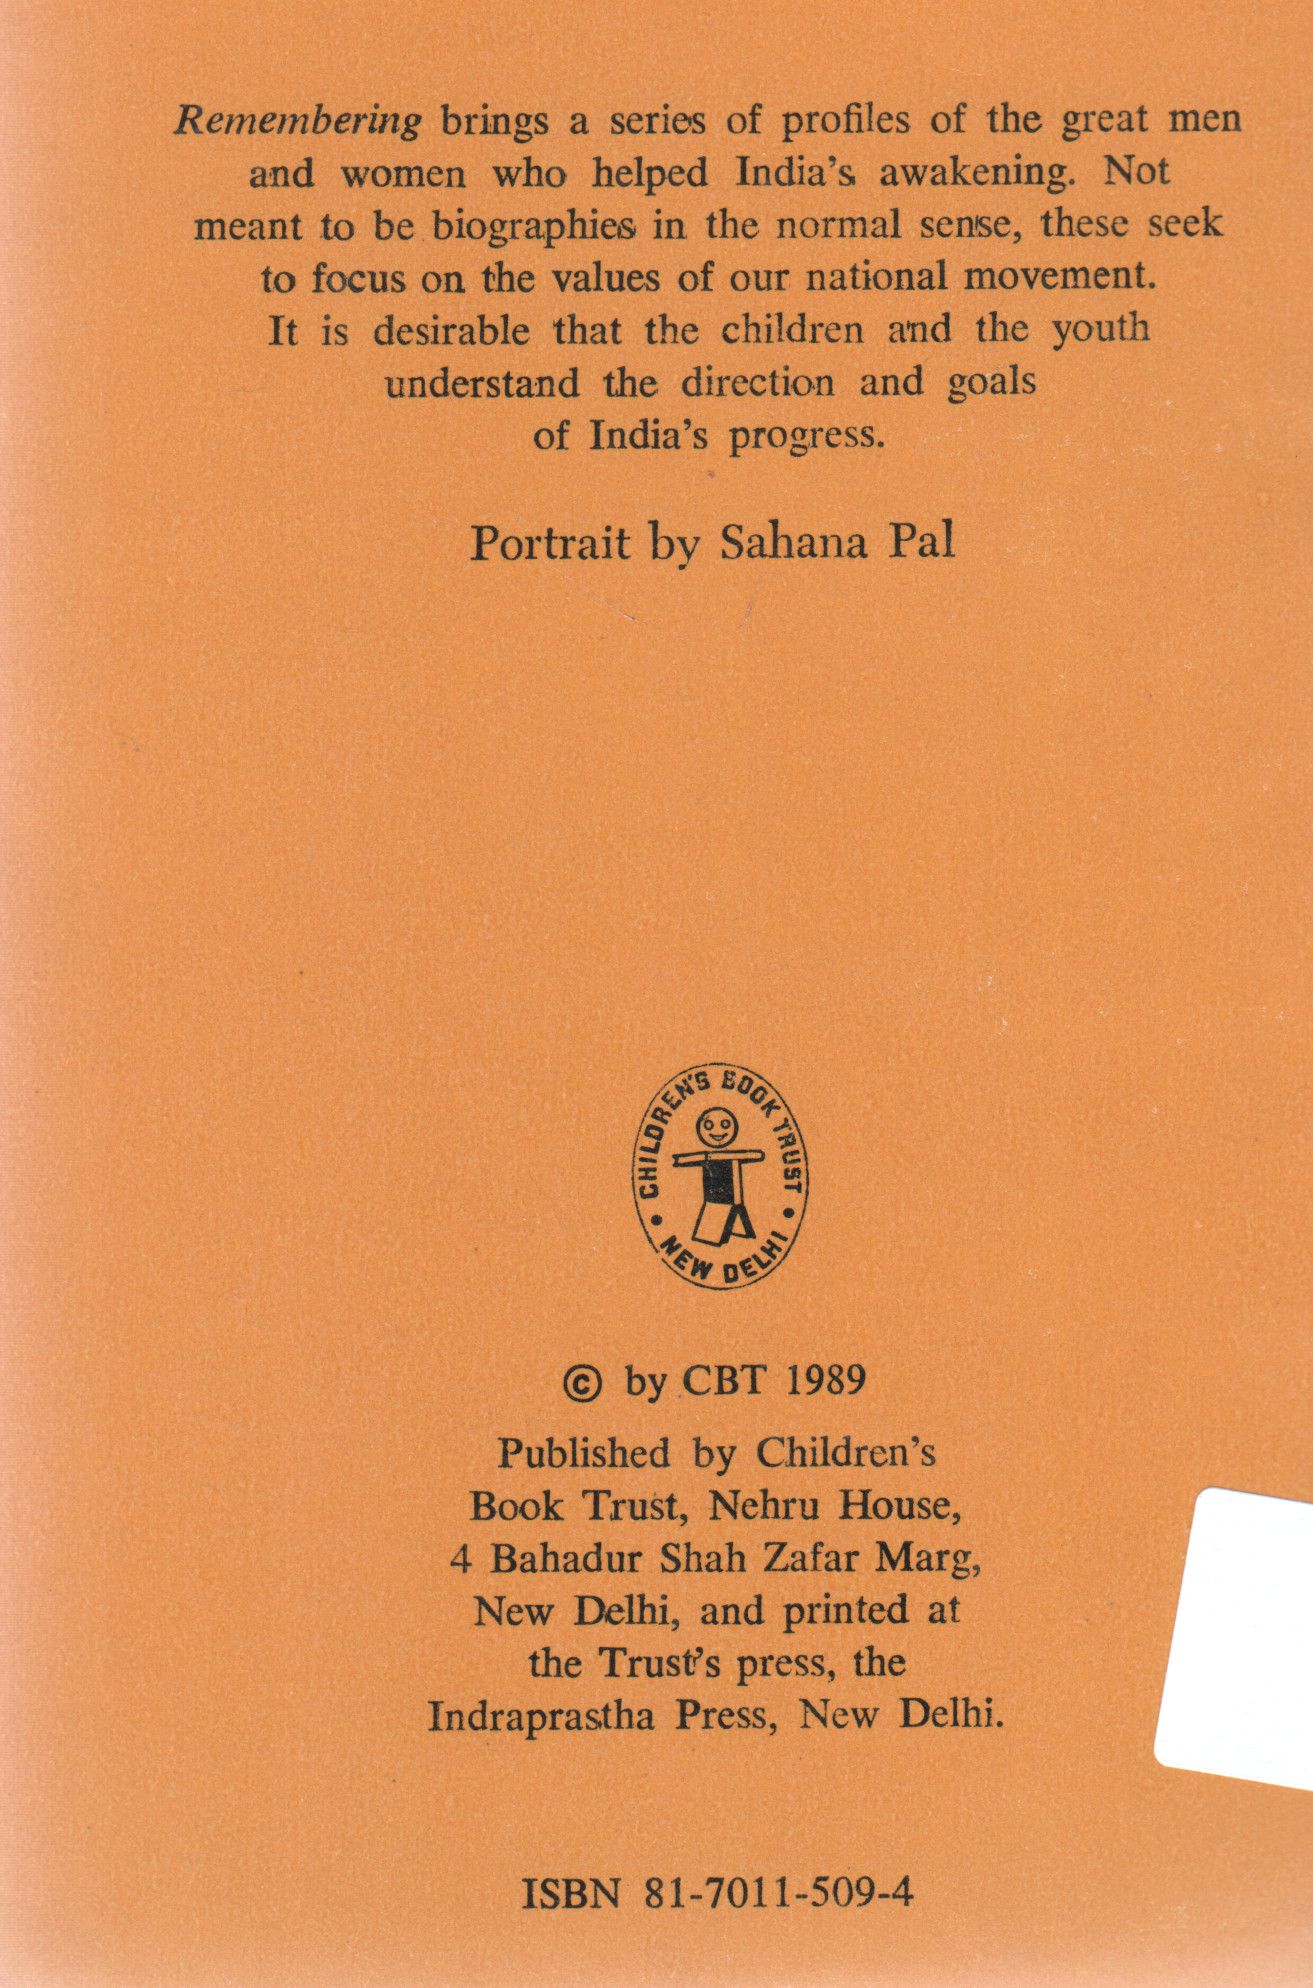 Remembering brings a series of profiles of the great men
and women who helped India's awakening. Not
meant to be biographies in the normal sense, these seek
to focus on the values of our national movement.
It is desirable that the children and the youth
understand the direction and goals
of India's progress.
Portrait by Sahana Pal
CHILDREN'S BOOK TRUST
• NEW DELHI •
© by CBT 1989
Published by Children's
Book Trust, Nehru House,
4 Bahadur Shah Zafar Marg,
New Delhi, and printed at
the Trust's press, the
Indraprastha Press, New Delhi.
ISBN 81-7011-509-4